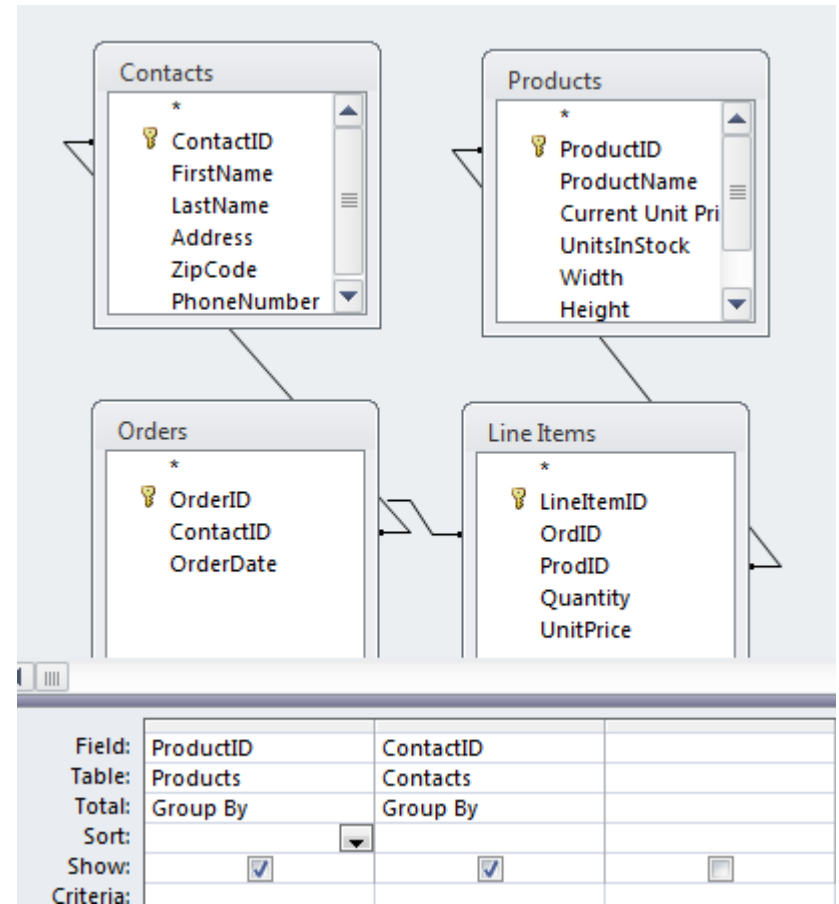 Contacts
*
ContactID
FirstName
LastName
Address
ZipCode
PhoneNumber
Products
*
ProductID
ProductName
Current Unit Pri
UnitsInStock
Width
Height
Orders
*
OrderID
ContactID
OrderDate
Line Items
*
LineItemID
OrdID
ProdID
Quantity
UnitPrice
Field: ProductID ContactID
Table: Products Contacts
Total: Group By Group By
Sort:
Show:
Criteria: